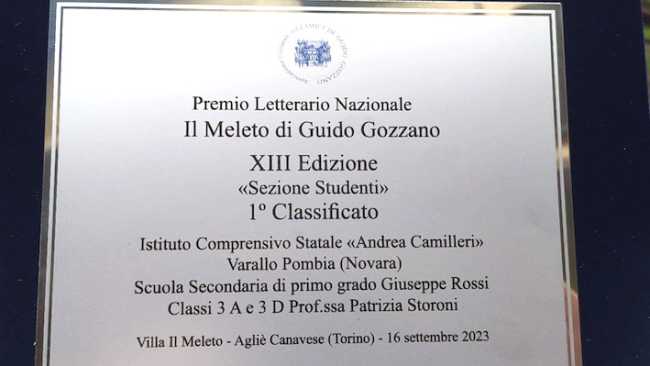 Premio Letterario Nazionale
Il Meleto di Guido Gozzano
XIII Edizione
«Sezione Studenti»
1º Classificato
Istituto Comprensivo Statale «Andrea Camilleri»
Varallo Pombia (Novara)
Scuola Secondaria di primo grado Giuseppe Rossi
Classi 3 A e 3 D Prof.ssa Patrizia Storoni
Villa Il Meleto - Agliè Canavese (Torino) - 16 settembre 2023